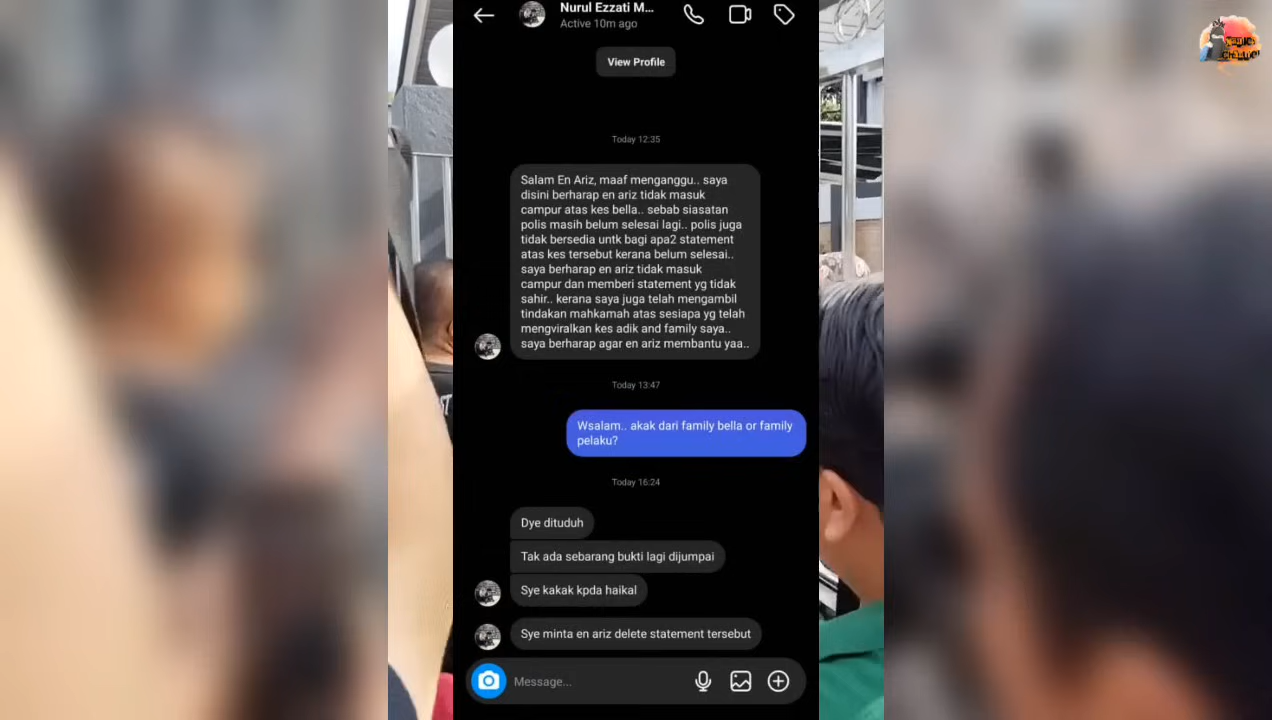 Nurul Ezzati M...
Active 10m ago
View Profile
Today 12:35
Salam En Ariz, maaf menganggu.. saya
disini berharap en ariz tidak masuk
campur atas kes bella.. sebab siasatan
polis masih belum selesai lagi.. polis juga
tidak bersedia untk bagi apa2 statement
atas kes tersebut kerana belum selesai..
saya berharap en ariz tidak masuk
campur dan memberi statement yg tidak
sahir.. kerana saya juga telah mengambil
tindakan mahkamah atas sesiapa yg telah
mengviralkan kes adik and family saya..
saya berharap agar en ariz membantu yaa..
Today 13:47
Wsalam.. akak dari family bella or family
pelaku?
Today 16:24
Dye dituduh
Tak ada sebarang bukti lagi dijumpai
Sye kakak kpda haikal
Sye minta en ariz delete statement tersebut
Message...